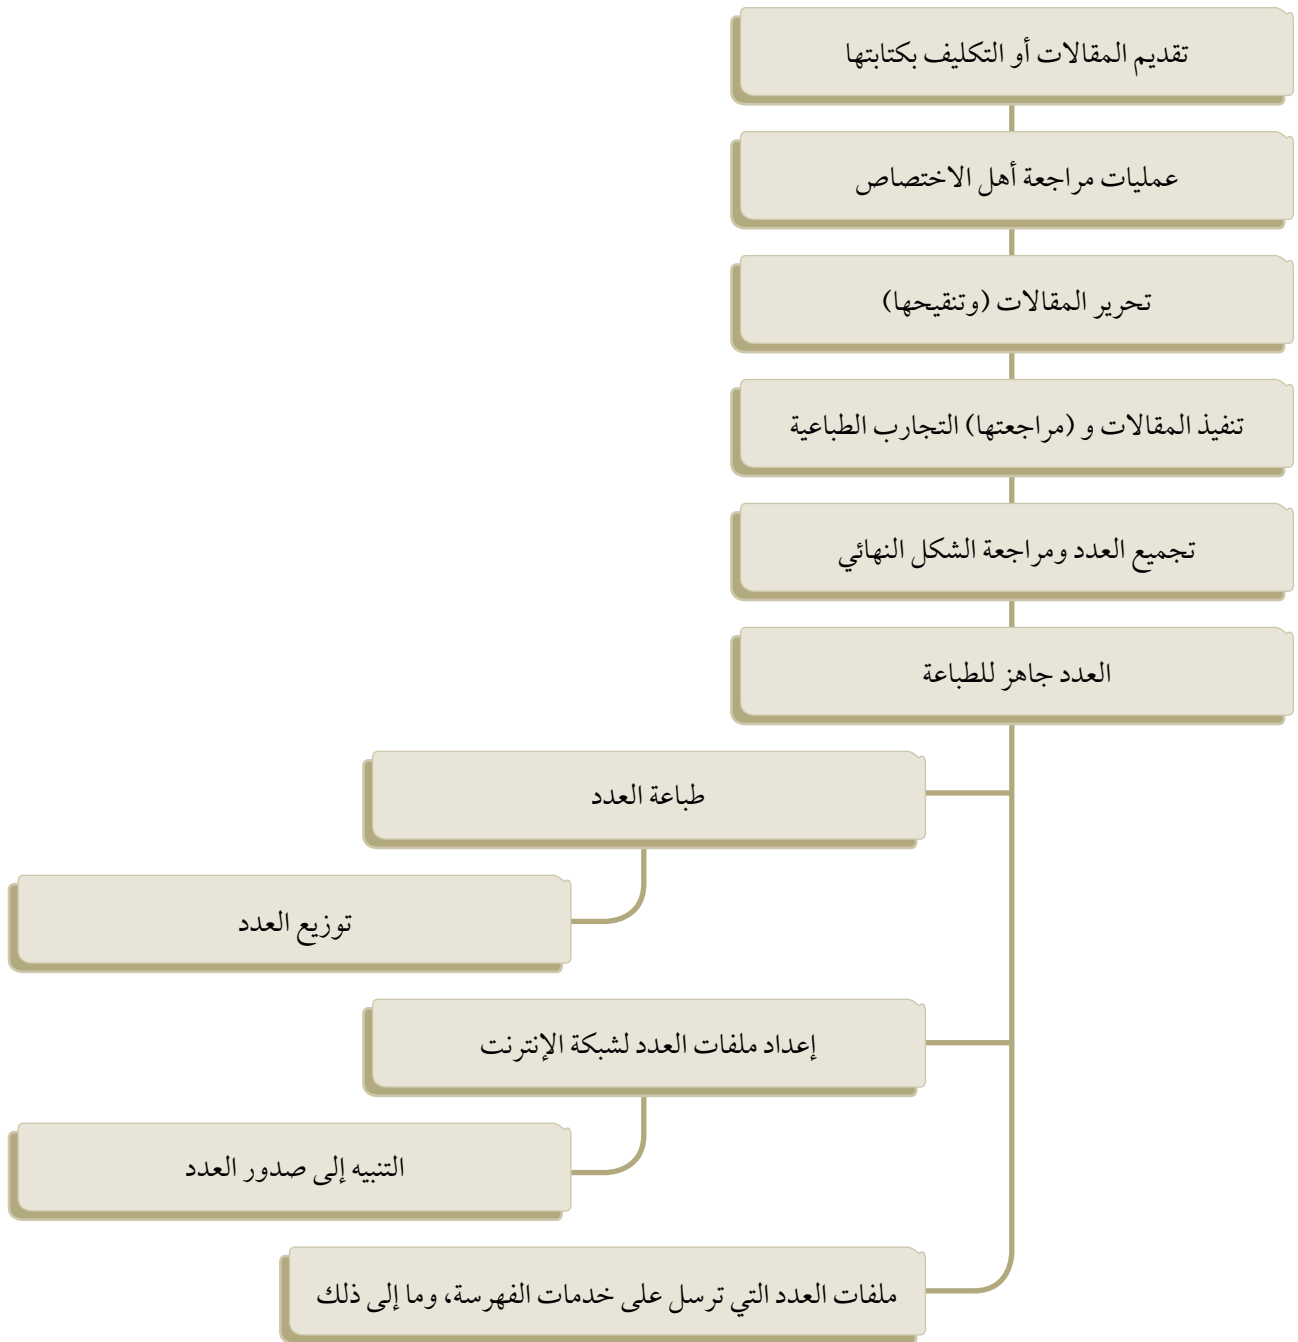 تقديم المقالات أو التكليف بكتابتها
عمليات مراجعة أهل الاختصاص
تحرير المقالات (وتنقيحها)
تنفيذ المقالات و (مراجعتها) التجارب الطباعية
تجميع العدد ومراجعة الشكل النهائي
العدد جاهز للطباعة
طباعة العدد
توزيع العدد
إعداد ملفات العدد لشبكة الإنترنت
التنبيه إلى صدور العدد
ملفات العدد التي ترسل على خدمات الفهرسة، وما إلى ذلك